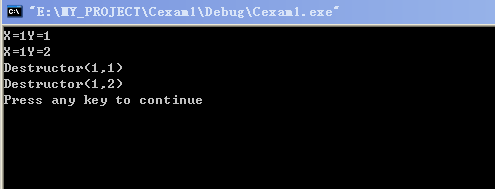 "E:\MY_PROJECT\Cexam1\Debug\Cexam1.exe"
X=1Y=1
X=1Y=2
Destructor(1,1)
Destructor(1,2)
Press any key to continue